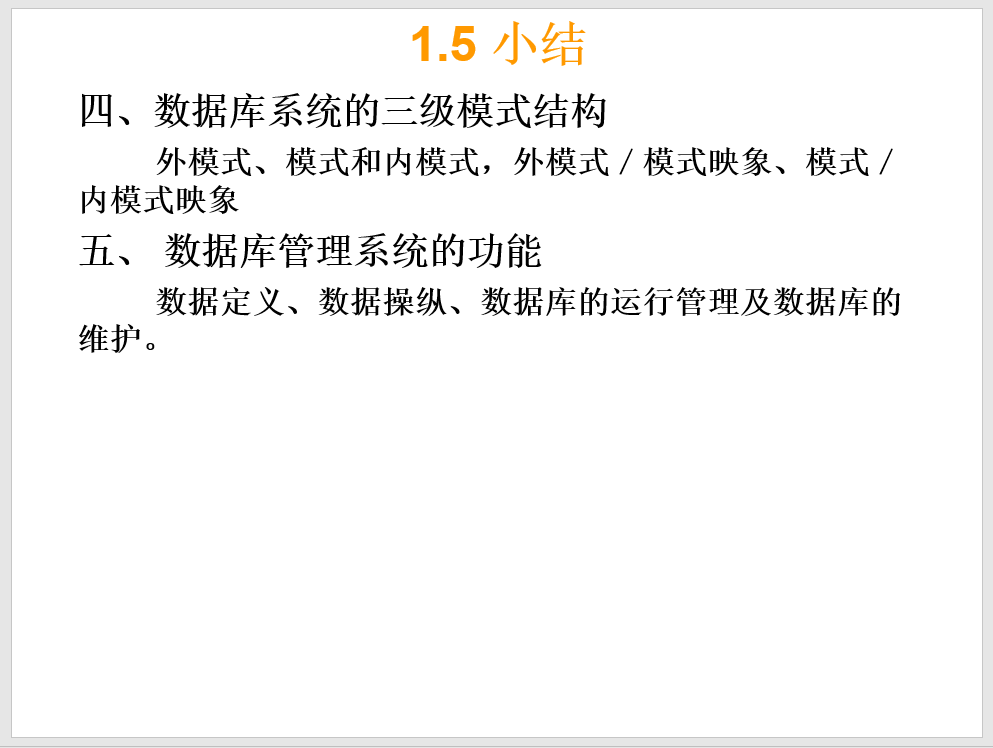 1.5 小结
四、数据库系统的三级模式结构
外模式、模式和内模式，外模式 / 模式映象、模式 /
内模式映象
五、 数据库管理系统的功能
数据定义、数据操纵、数据库的运行管理及数据库的
维护。